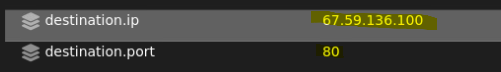 destination.ip 67.59.136.100
destination.port 80